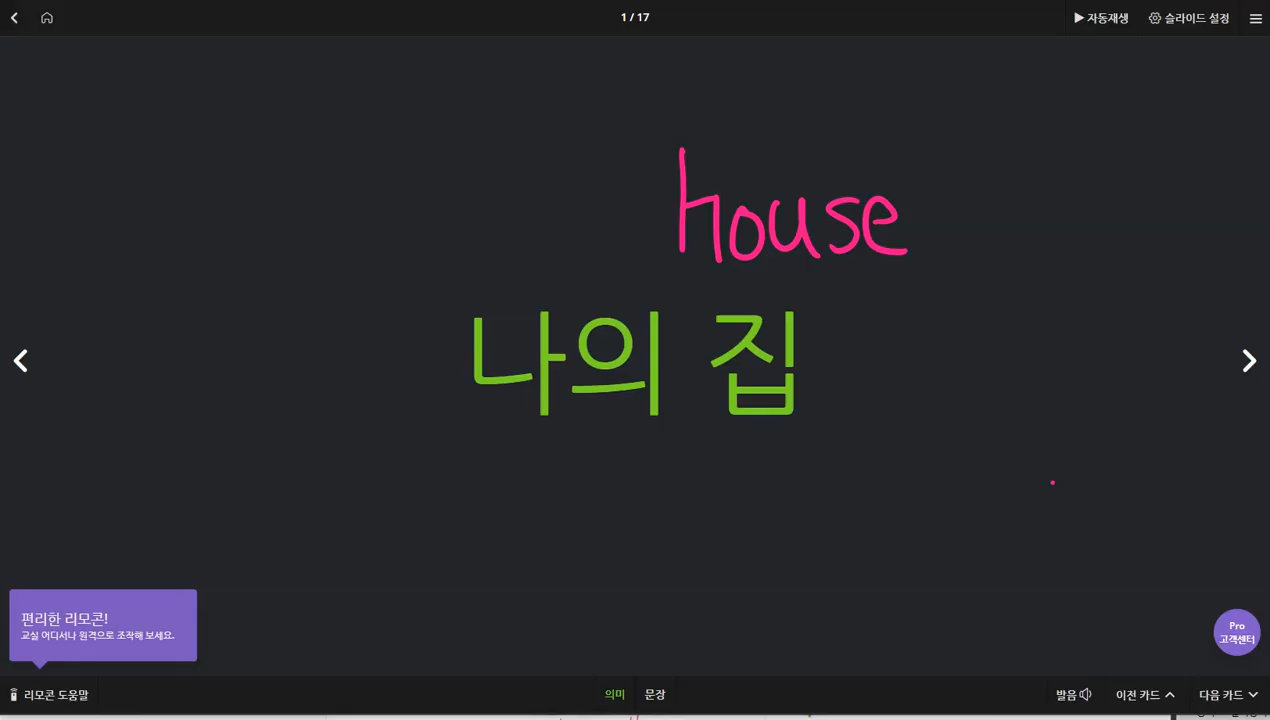 1 / 17
자동재생
슬라이드 설정
house
나의 집
편리한 리모콘!
교실 어디서나 원격으로 조작해 보세요.
Pro
고객센터
리모콘 도움말
의미
문장
발음
이전 카드
다음 카드